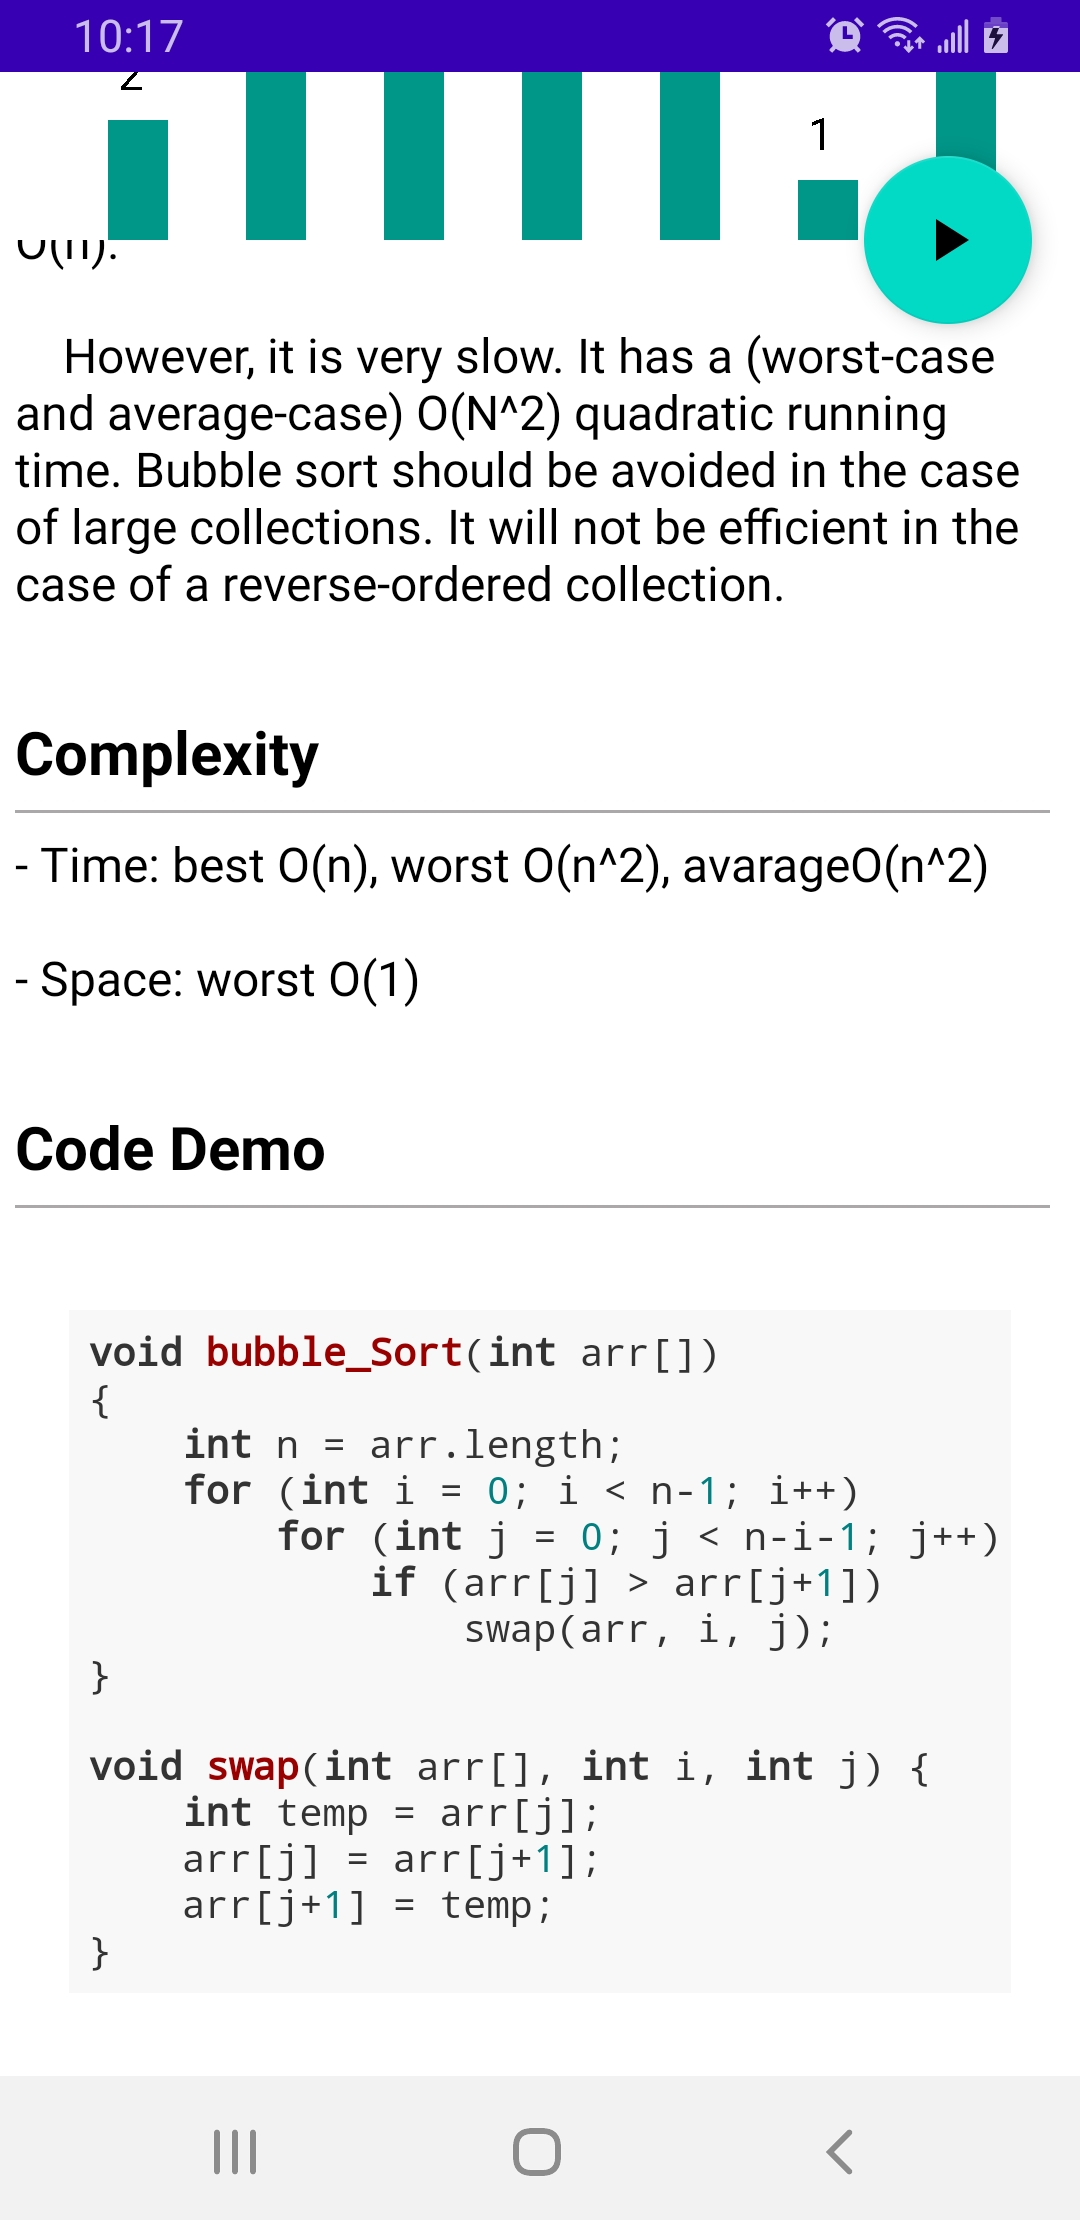 10:17
2
1
O(n).
However, it is very slow. It has a (worst-case
and average-case) O(N^2) quadratic running
time. Bubble sort should be avoided in the case
of large collections. It will not be efficient in the
case of a reverse-ordered collection.
Complexity
- Time: best O(n), worst O(n^2), avarageO(n^2)
- Space: worst O(1)
Code Demo
void bubble_Sort(int arr[])
{
    int n = arr.length;
    for (int i = 0; i < n-1; i++)
        for (int j = 0; j < n-i-1; j++)
            if (arr[j] > arr[j+1])
                swap(arr, i, j);
}
void swap(int arr[], int i, int j) {
    int temp = arr[j];
    arr[j] = arr[j+1];
    arr[j+1] = temp;
}